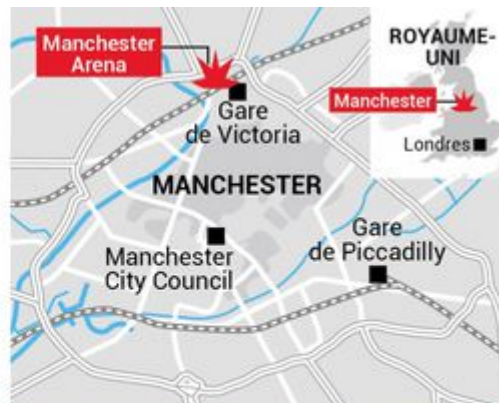 Manchester
Arena
Gare
de Victoria
MANCHESTER
Manchester
City Council
Gare
de Piccadilly
ROYAUME-
UNI
Manchester
Londres